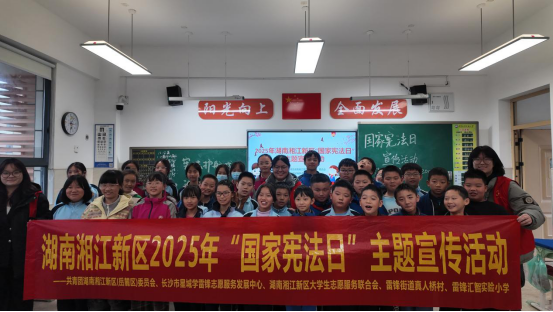 阳光向上
全面发展
2025年湖南湘江新区“国家宪法日”
国家宪法日
宣传活动
湖南湘江新区2025年“国家宪法日”主题宣传活动
——共青团湖南湘江新区(岳麓区)委员会、长沙市星城学雷锋志愿服务发展中心、湖南湘江新区大学生志愿服务联合会、雷锋街道真人桥村、雷锋汇智实验小学